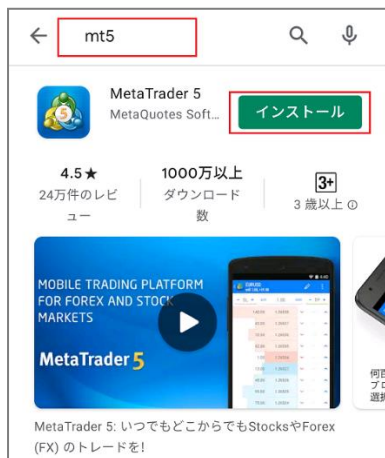 mt5
MetaTrader 5
MetaQuotes Soft...
インストール
4.5★
24万件のレビ
ュー
1000万以上
ダウンロード
数
3+
3 歳以上
MOBILE TRADING PLATFORM
FOR FOREX AND STOCK
MARKETS
MetaTrader 5
MetaTrader 5: いつでもどこからでもStocksやForex
(FX) のトレードを!